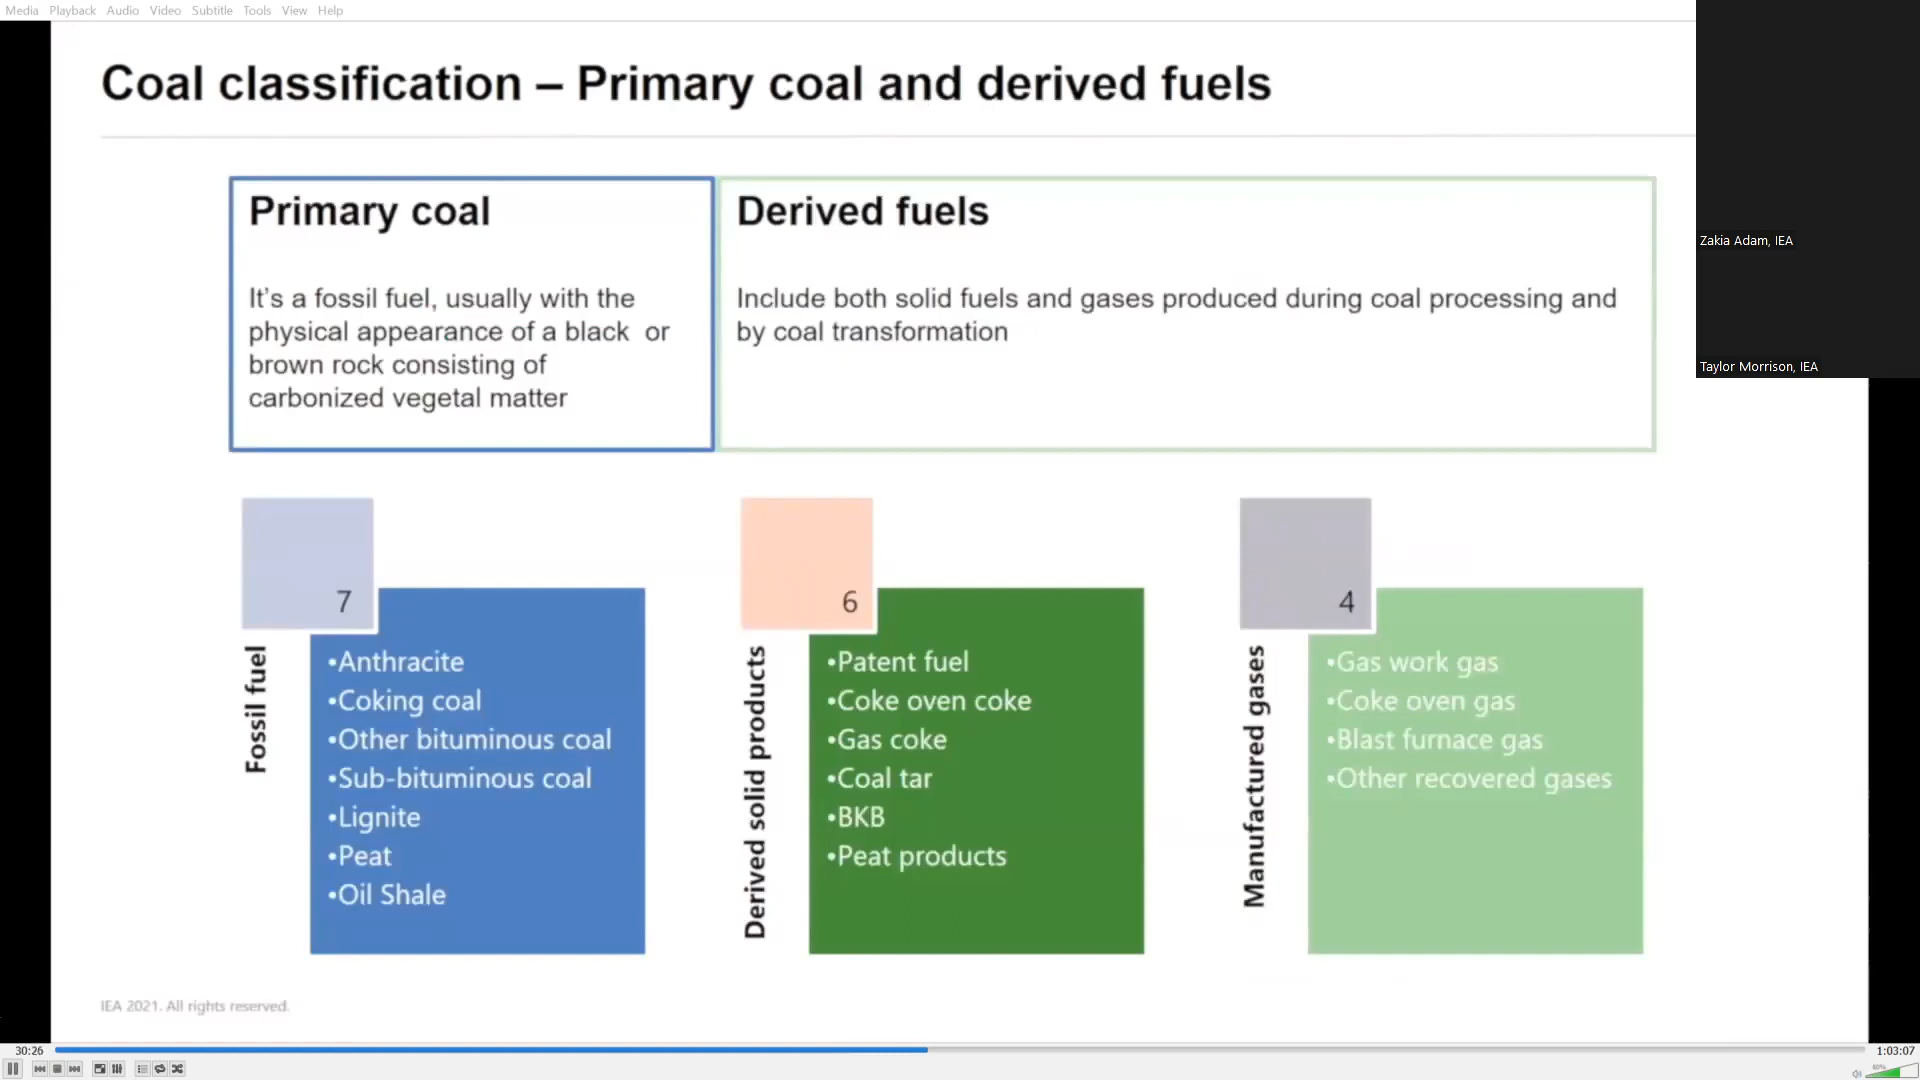 Media Playback Audio Video Subtitle Tools View Help
Coal classification – Primary coal and derived fuels
Primary coal
It's a fossil fuel, usually with the
physical appearance of a black or
brown rock consisting of
carbonized vegetal matter
Derived fuels
Include both solid fuels and gases produced during coal processing and
by coal transformation
Zakia Adam, IEA
Taylor Morrison, IEA
7
Fossil fuel
•Anthracite
•Coking coal
•Other bituminous coal
•Sub-bituminous coal
•Lignite
•Peat
•Oil Shale
6
Derived solid products
•Patent fuel
•Coke oven coke
•Gas coke
•Coal tar
•BKB
•Peat products
4
Manufactured gases
•Gas work gas
•Coke oven gas
•Blast furnace gas
•Other recovered gases
IEA 2021. All rights reserved.
30:26
1:03:07
80%